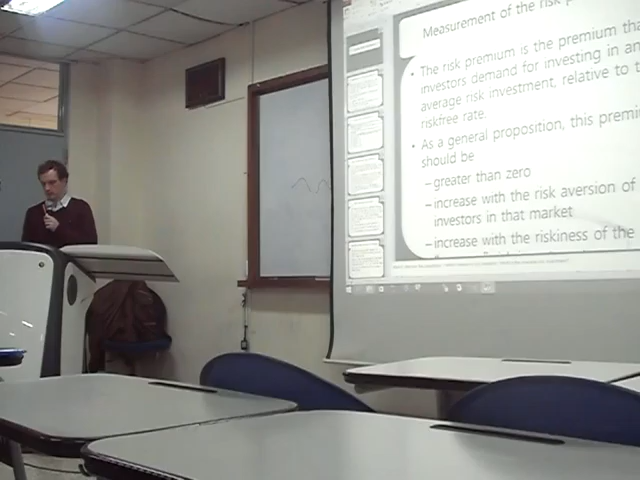 Measurement of the risk
• The risk premium is the premium
investors demand for investing in an
average risk investment, relative to
riskfree rate.
• As a general proposition, this
should be
– greater than zero
– increase with the risk aversion of
investors in that market
– increase with the riskiness of the